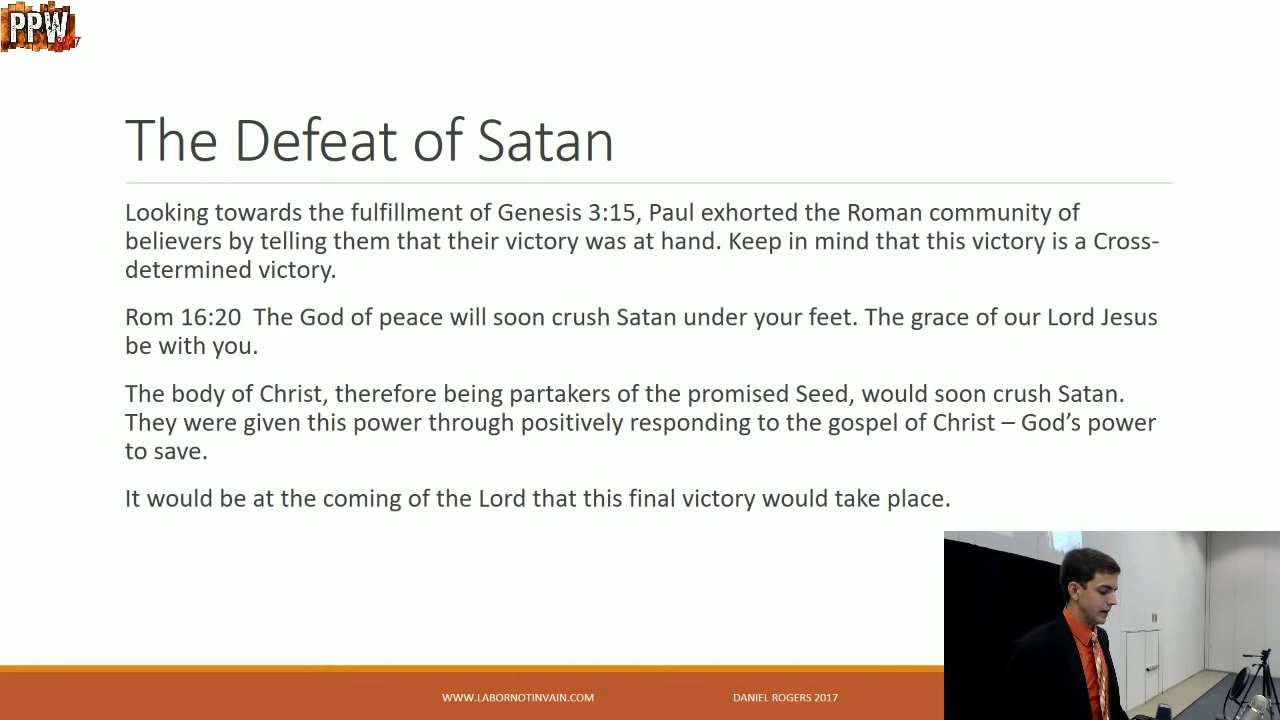 PPW
2017
The Defeat of Satan
Looking towards the fulfillment of Genesis 3:15, Paul exhorted the Roman community of
believers by telling them that their victory was at hand. Keep in mind that this victory is a Cross-
determined victory.
Rom 16:20  The God of peace will soon crush Satan under your feet. The grace of our Lord Jesus
be with you.
The body of Christ, therefore being partakers of the promised Seed, would soon crush Satan.
They were given this power through positively responding to the gospel of Christ – God’s power
to save.
It would be at the coming of the Lord that this final victory would take place.
WWW.LABORNOTINVAIN.COM
DANIEL ROGERS 2017